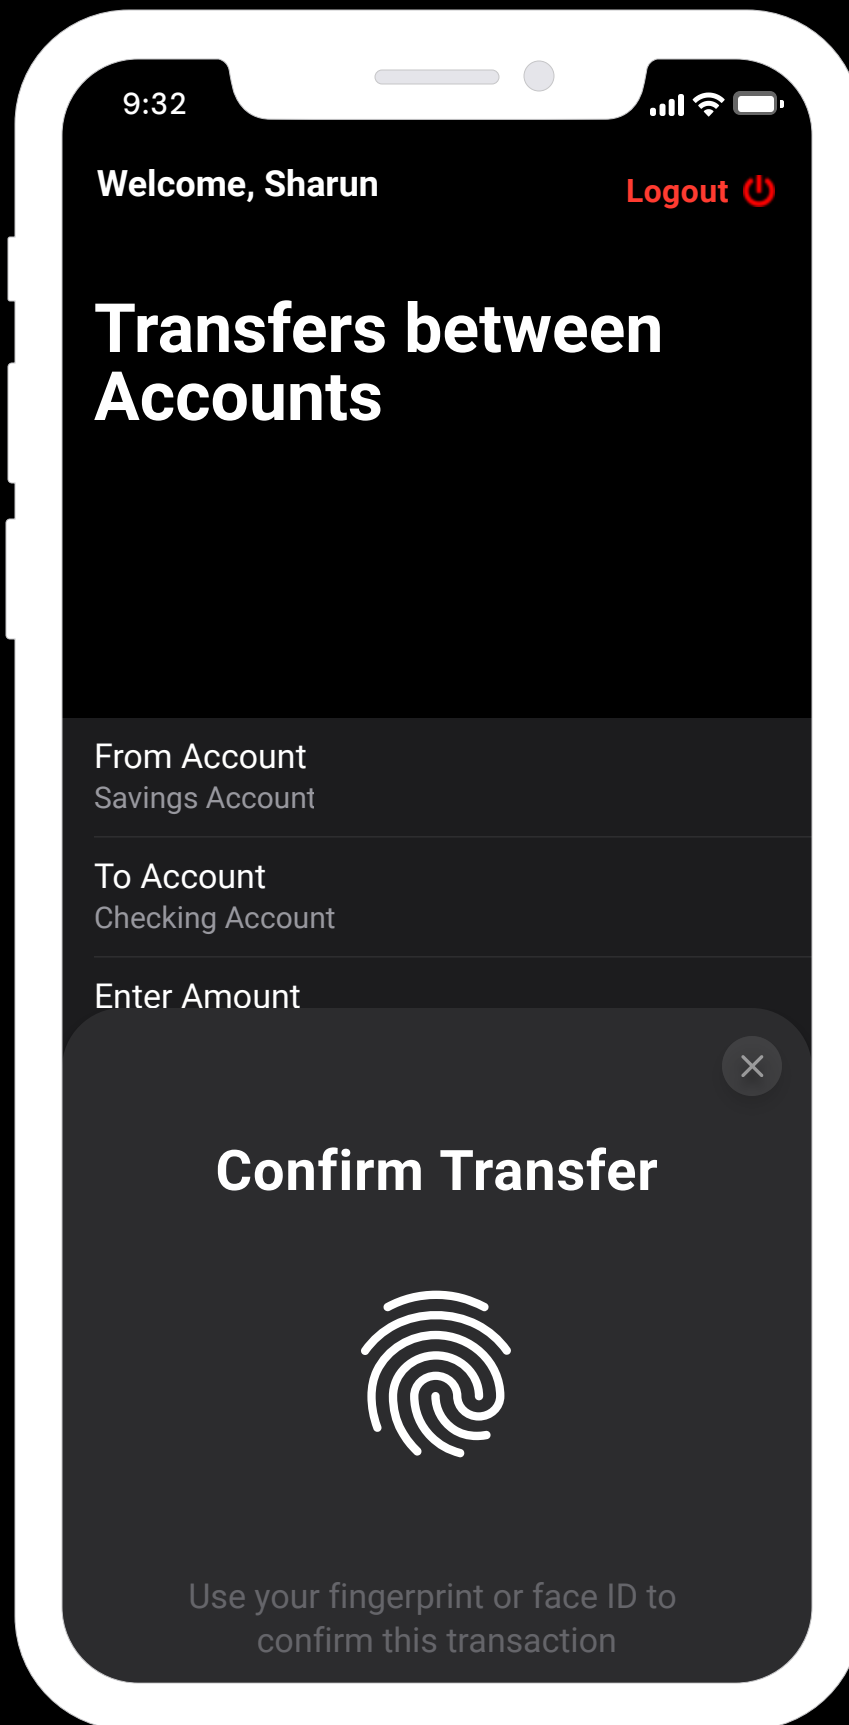 9:32
Welcome, Sharun
Logout
Transfers between
Accounts
From Account
Savings Account
To Account
Checking Account
Enter Amount
Confirm Transfer
Use your fingerprint or face ID to
confirm this transaction